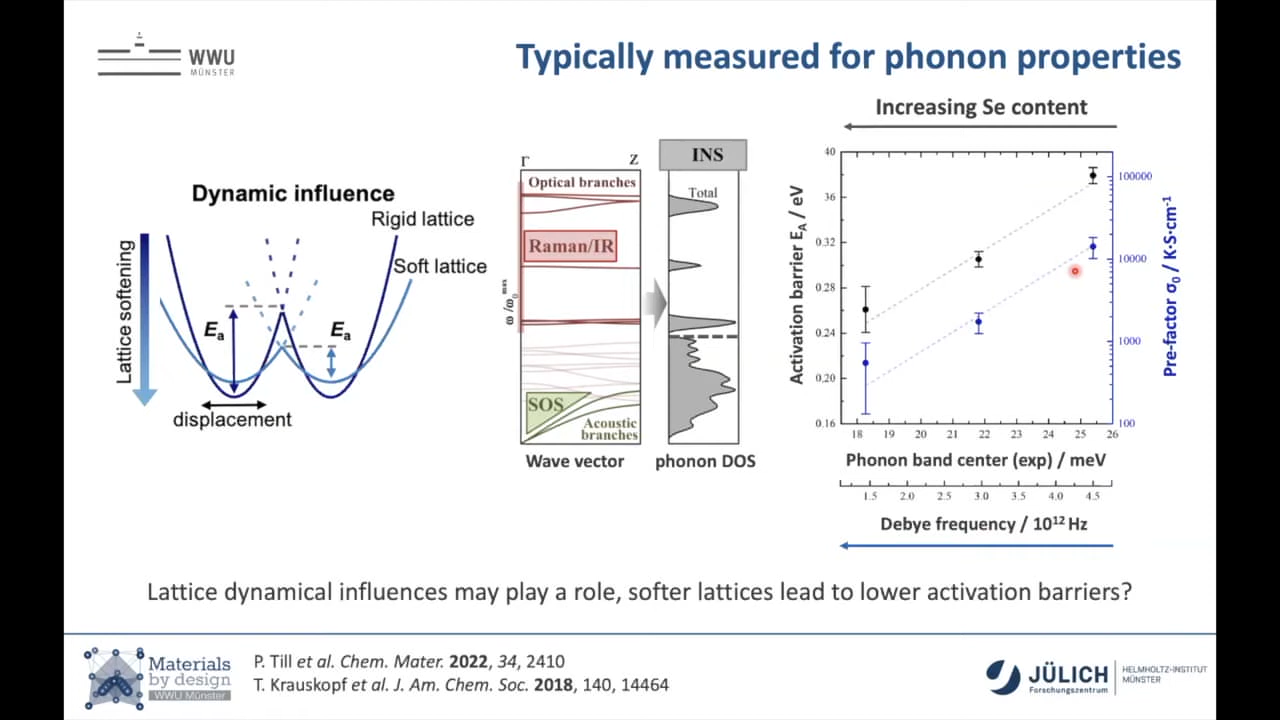 WWU
MÜNSTER
Typically measured for phonon properties
Dynamic influence
Rigid lattice
Soft lattice
Lattice softening
Ea
Ea
displacement
Γ
Z
Optical branches
Raman/IR
ω/ω0max
SOS
Acoustic
branches
Wave vector
INS
Total
phonon DOS
Increasing Se content
Activation barrier EA / eV
40
0.36
0.32
0.28
0.24
0.20
0.16
100000
10000
1000
100
Pre-factor σ0 / K·S·cm-1
18 19 20 21 22 23 24 25 26
Phonon band center (exp) / meV
1.5 2.0 2.5 3.0 3.5 4.0 4.5
Debye frequency / 10¹² Hz
Lattice dynamical influences may play a role, softer lattices lead to lower activation barriers?
Materials
by design
WWU Münster
P. Till et al. Chem. Mater. 2022, 34, 2410
T. Krauskopf et al. J. Am. Chem. Soc. 2018, 140, 14464
JÜLICH
Forschungszentrum
HELMHOLTZ-INSTITUT
MÜNSTER